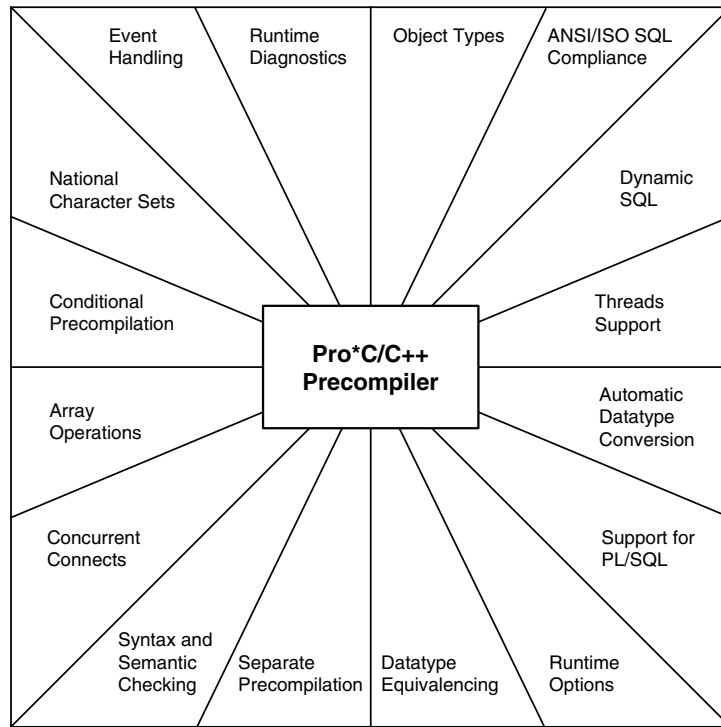 Event
Handling
Runtime
Diagnostics
Object Types
ANSI/ISO SQL
Compliance
National
Character Sets
Dynamic
SQL
Conditional
Precompilation
Threads
Support
Pro*C/C++
Precompiler
Array
Operations
Automatic
Datatype
Conversion
Concurrent
Connects
Support for
PL/SQL
Syntax and
Semantic
Checking
Separate
Precompilation
Datatype
Equivalencing
Runtime
Options